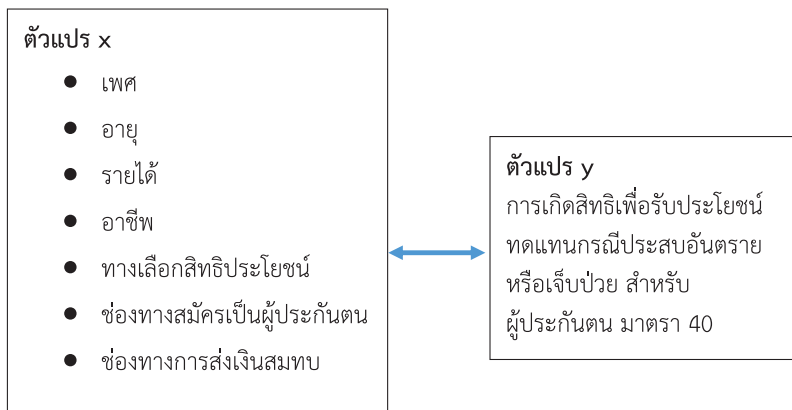 ตัวแปร x
● เพศ
● อายุ
● รายได้
● อาชีพ
● ทางเลือกสิทธิประโยชน์
● ช่องทางสมัครเป็นผู้ประกันตน
● ช่องทางการส่งเงินสมทบ
ตัวแปร y
การเกิดสิทธิเพื่อรับประโยชน์
ทดแทนกรณีประสบอันตราย
หรือเจ็บป่วย สำหรับ
ผู้ประกันตน มาตรา 40